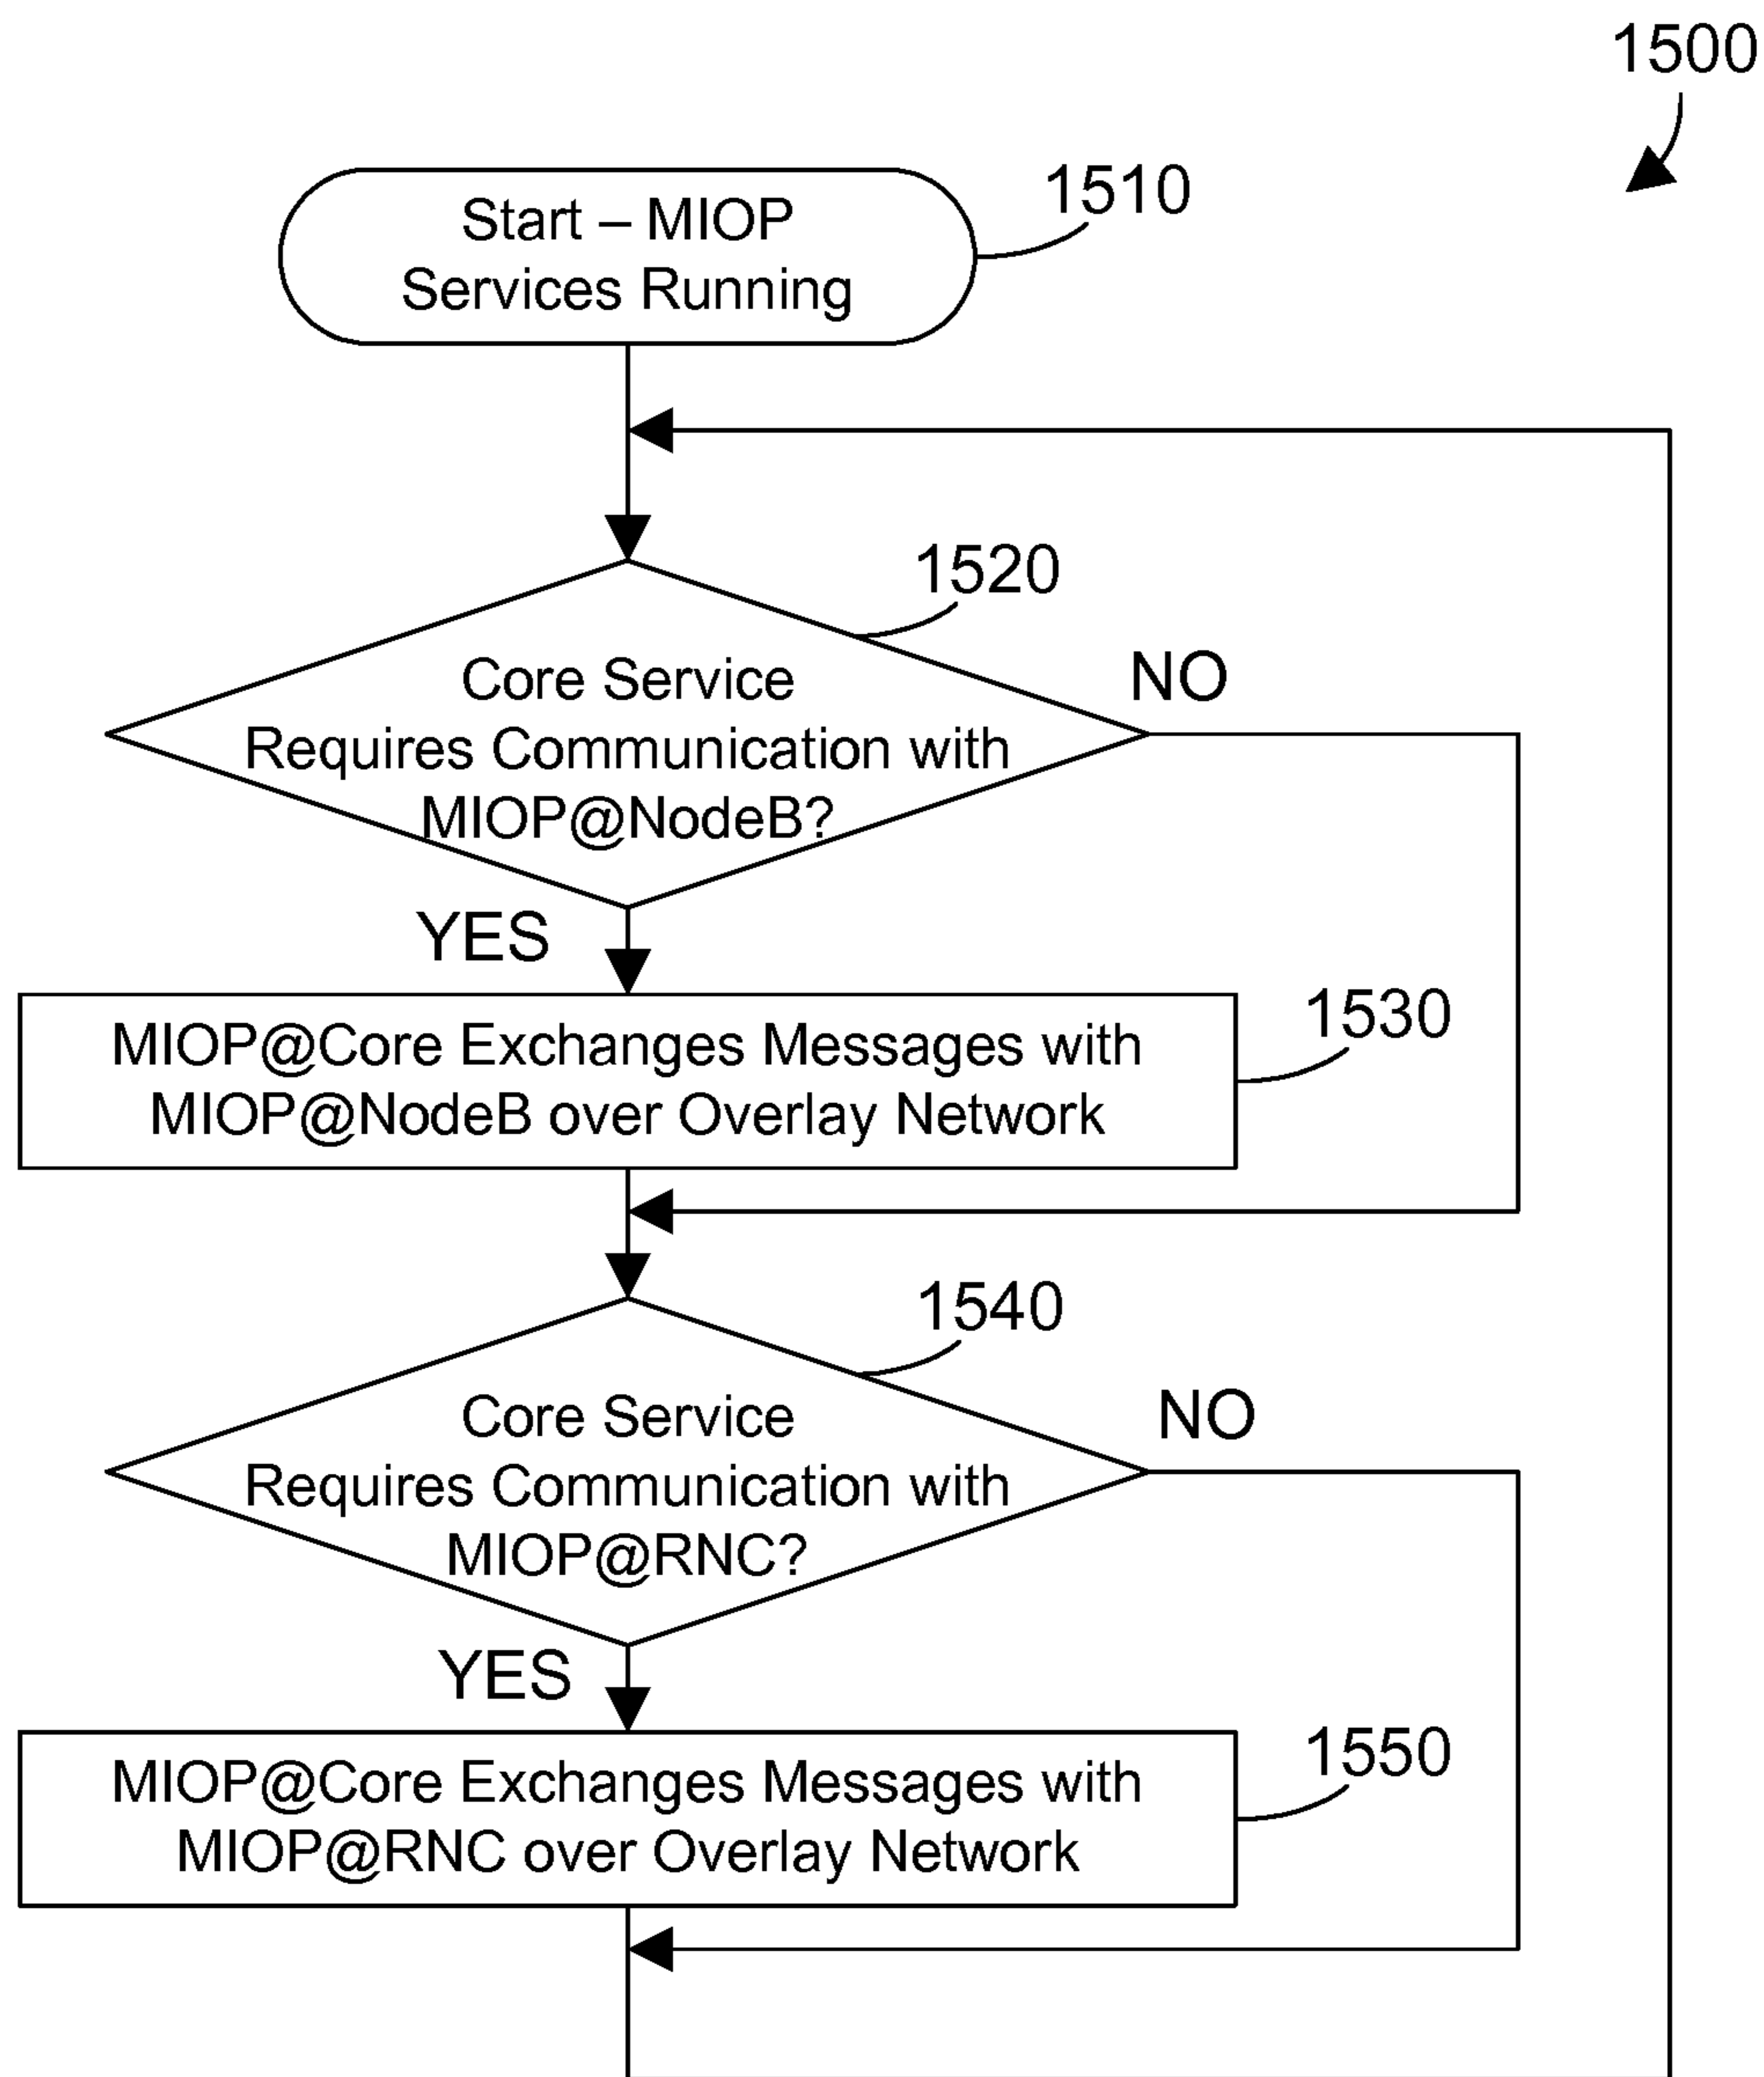 1500
Start – MIOP
Services Running
1510
1520
Core Service
Requires Communication with
MIOP@NodeB?
NO
YES
1530
MIOP@Core Exchanges Messages with
MIOP@NodeB over Overlay Network
1540
Core Service
Requires Communication with
MIOP@RNC?
NO
YES
1550
MIOP@Core Exchanges Messages with
MIOP@RNC over Overlay Network